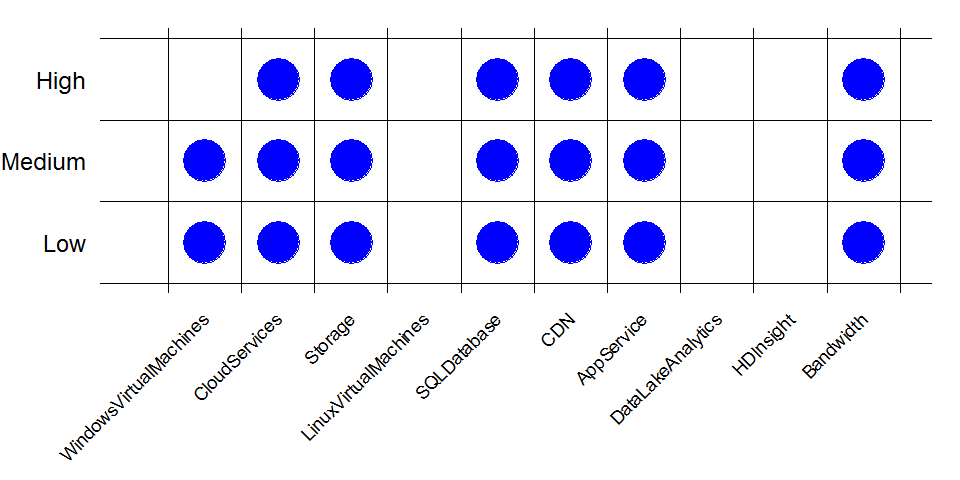 High
Medium
Low
WindowsVirtualMachines
CloudServices
Storage
LinuxVirtualMachines
SQLDatabase
CDN
AppService
DataLakeAnalytics
HDInsight
Bandwidth